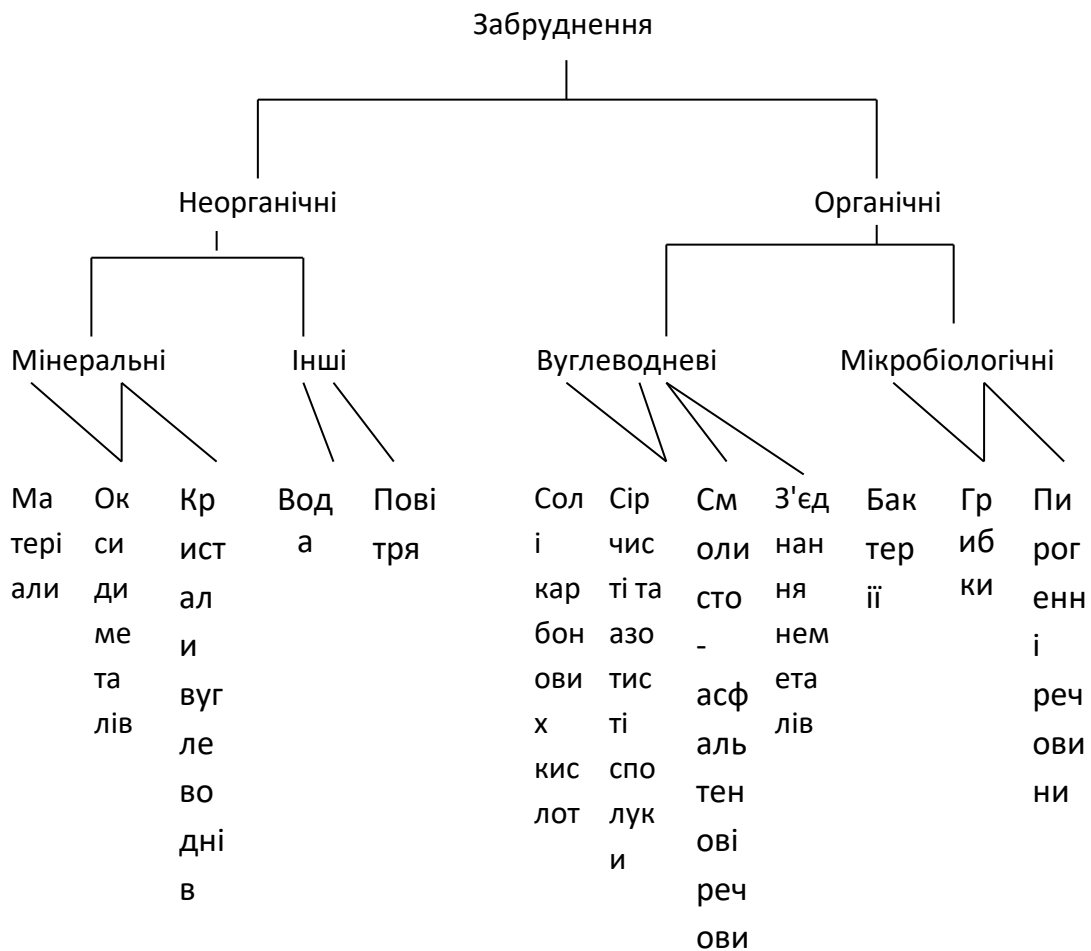 Забруднення
Неорганічні
Органічні
Мінеральні
Інші
Вуглеводневі
Мікробіологічні
Ма
тері
али
Ок
си
ди
ме
та
лів
Кр
ист
ал
и
вуг
ле
во
дні
в
Вод
а
Пові
тря
Сол
і
кар
бон
ови
х
кис
лот
Сір
чис
ті та
азо
тис
ті
спо
лук
и
См
оли
сто
-
асф
аль
тен
ові
реч
ови
З'єд
нан
ня
нем
ета
лів
Бак
тер
ії
Гр
иб
ки
Пи
рог
енн
і
реч
ови
ни